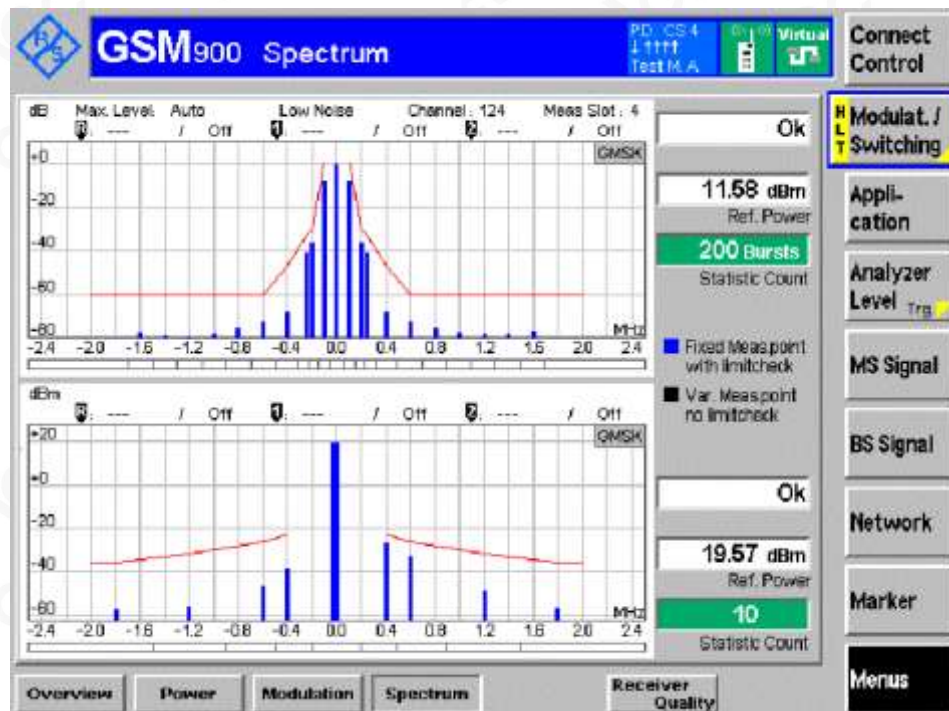 R S
GSM900 Spectrum
PD: CS4
Test M.A.
Virtual
Connect
Control
dB Max. Level: Auto Low Noise Channel: 124 Meas Slot: 4
R: --- / Off 1: --- / Off 2: --- / Off
GMSK
+0
-20
-40
-60
-80
MHz
-2.4 -2.0 -1.6 -1.2 -0.8 -0.4 0.0 0.4 0.8 1.2 1.6 2.0 2.4
Ok
11.58 dBm
Ref. Power
200 Bursts
Statistic Count
Fixed Meas.point
with limitcheck
Var. Meas.point
no limitcheck
dBm
R: --- / Off 1: --- / Off 2: --- / Off
GMSK
+20
+0
-20
-40
-60
MHz
-2.4 -2.0 -1.6 -1.2 -0.8 -0.4 0.0 0.4 0.8 1.2 1.6 2.0 2.4
Ok
19.57 dBm
Ref. Power
10
Statistic Count
HLT
Modulat. /
Switching
Appli-
cation
Analyzer
Level Trg.
MS Signal
BS Signal
Network
Marker
Menus
Overview Power Modulation Spectrum Receiver
Quality